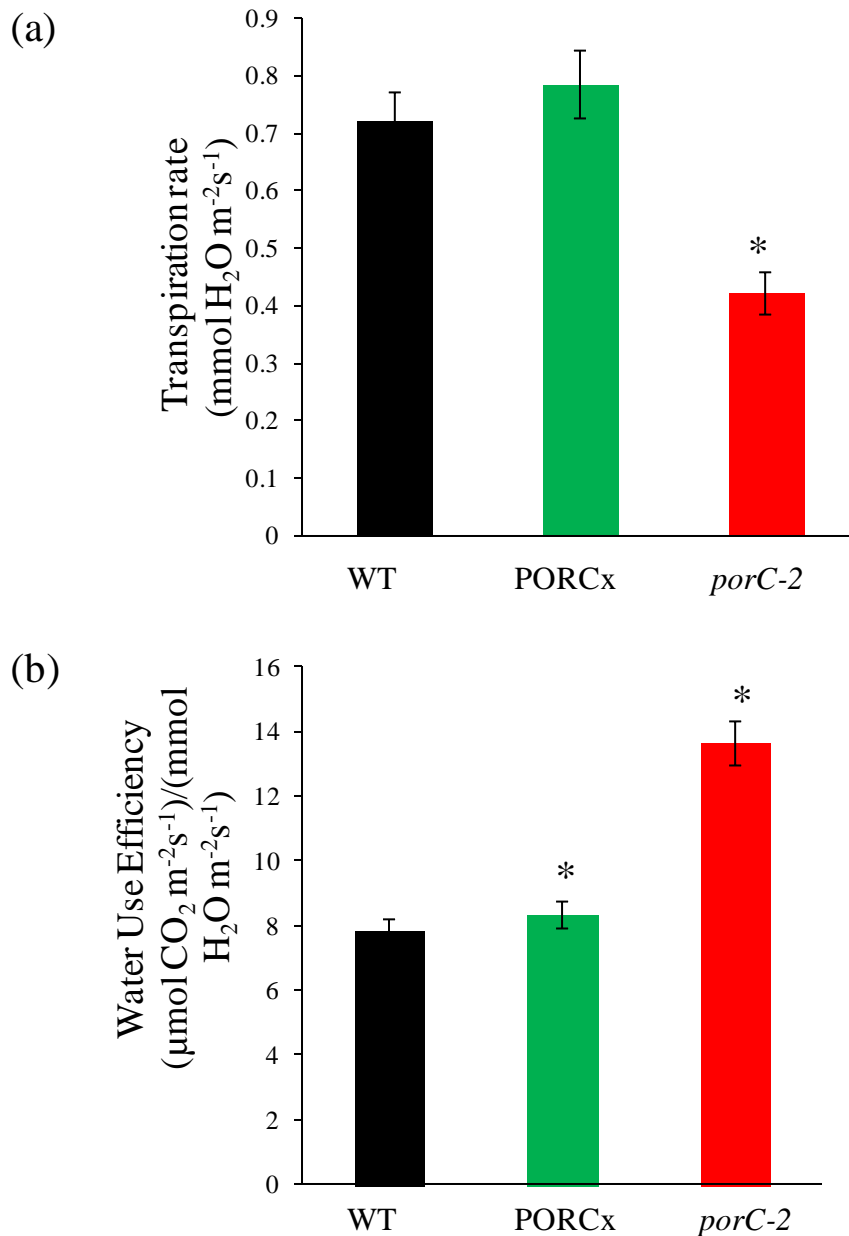 (a)
Transpiration rate
(mmol H₂O m⁻²s⁻¹)
0.9
0.8
0.7
0.6
0.5
0.4
0.3
0.2
0.1
0
*
WT PORCx porC-2
(b)
Water Use Efficiency
(μmol CO₂ m⁻²s⁻¹)/(mmol
H₂O m⁻²s⁻¹)
16
14
12
10
8
6
4
2
0
*
*
WT PORCx porC-2